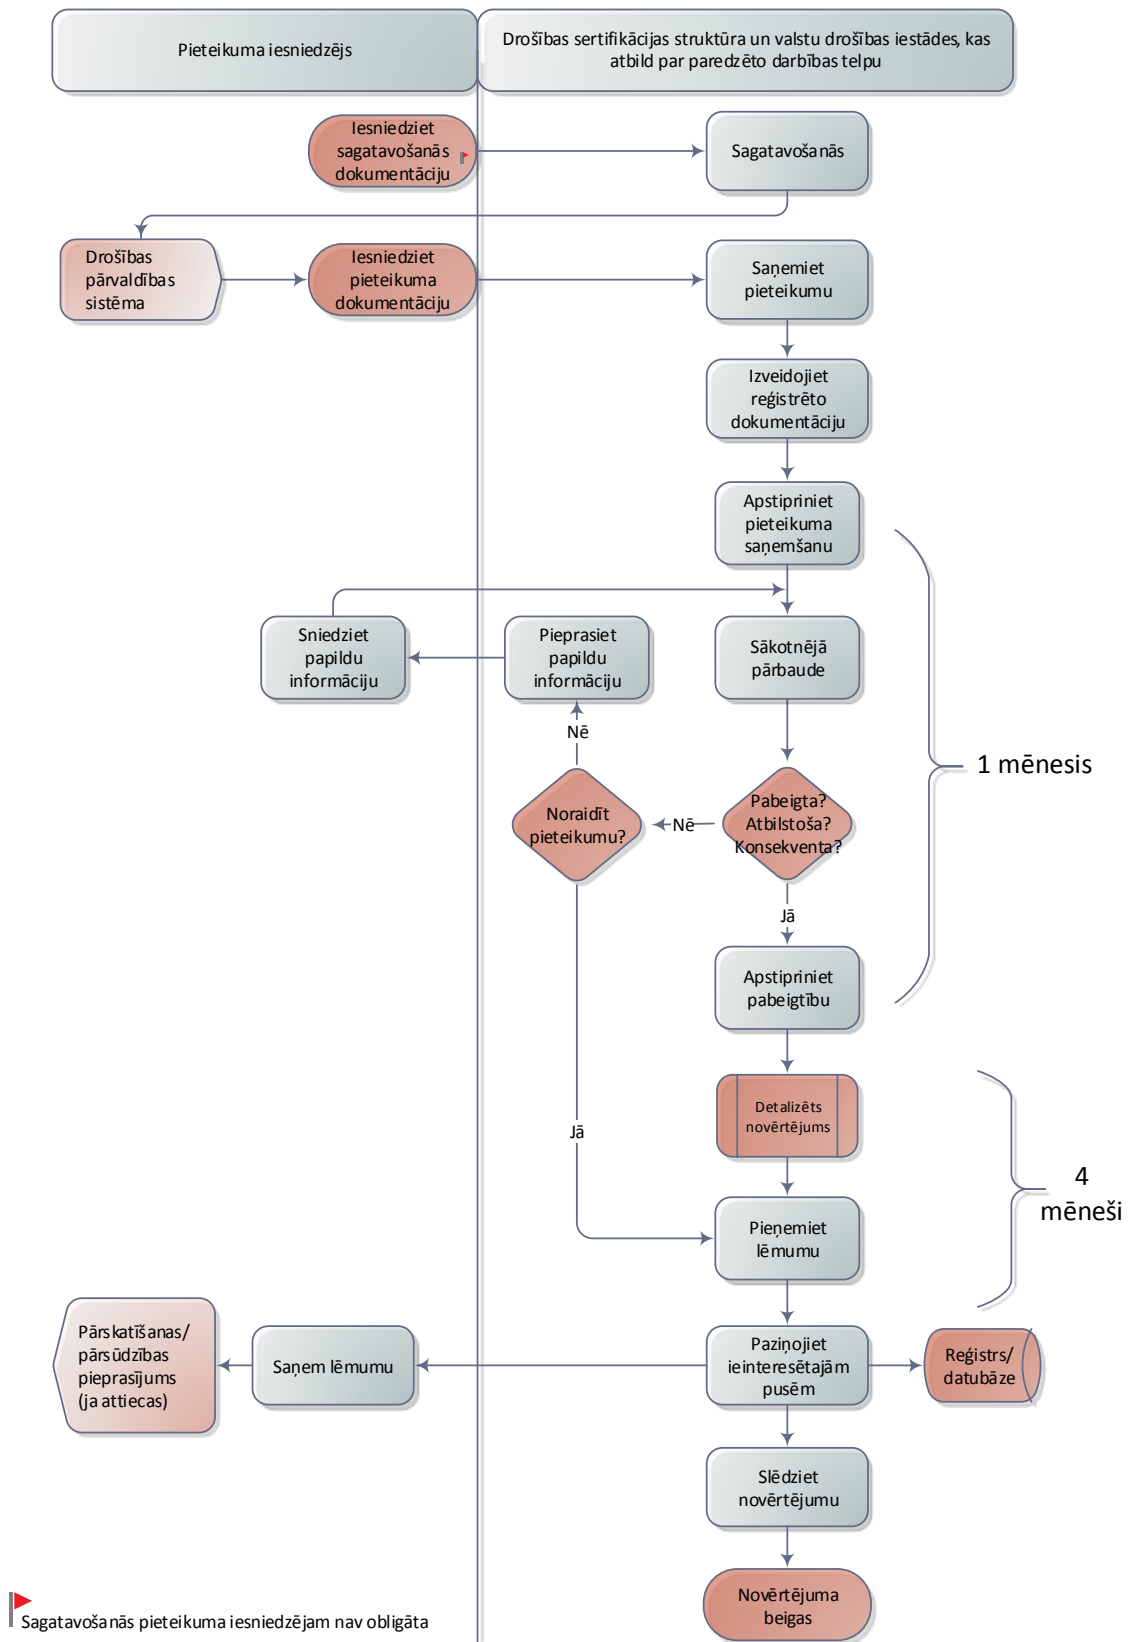 Pieteikuma iesniedzējs
Drošības sertifikācijas struktūra un valstu drošības iestādes, kas
atbild par paredzēto darbības telpu
Iesniedziet
sagatavošanās
dokumentāciju
Sagatavošanās
Drošības
pārvaldības
sistēma
Iesniedziet
pieteikuma
dokumentāciju
Saņemiet
pieteikumu
Izveidojiet
reģistrēto
dokumentāciju
Apstipriniet
pieteikuma
saņemšanu
Sniedziet
papildu
informāciju
Pieprasiet
papildu
informāciju
Sākotnējā
pārbaude
Nē
1 mēnesis
Noraidīt
pieteikumu?
Nē
Pabeigta?
Atbilstoša?
Konsekventa?
Jā
Apstipriniet
pabeigtību
Detalizēts
novērtējums
Jā
4
mēneši
Pieņemiet
lēmumu
Pārskatīšanas/
pārsūdzības
pieprasījums
(ja attiecas)
Saņem lēmumu
Paziņojiet
ieinteresētajām
pusēm
Reģistrs/
datubāze
Slēdziet
novērtējumu
Novērtējuma
beigas
Sagatavošanās pieteikuma iesniedzējam nav obligāta